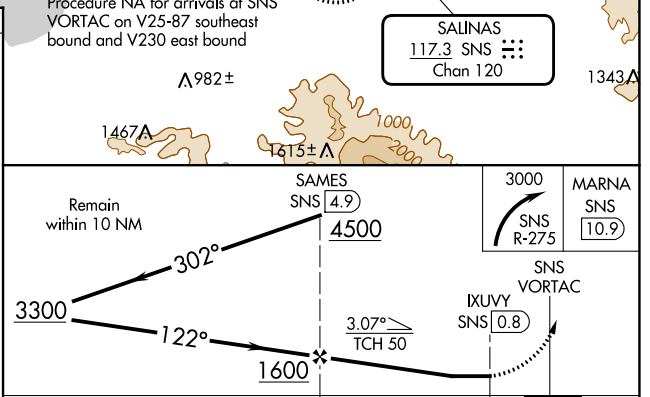 Procedure NA for arrivals at SNS
VORTAC on V25-87 southeast
bound and V230 east bound
SALINAS
117.3 SNS
Chan 120
982±
1343
1467
1615±
1000
2000
SAMES
SNS 4.9
4500
Remain
within 10 NM
3000
SNS
R-275
MARNA
SNS
10.9
302°
3300
122°
1600
3.07°
TCH 50
IXUVY
SNS 0.8
SNS
VORTAC